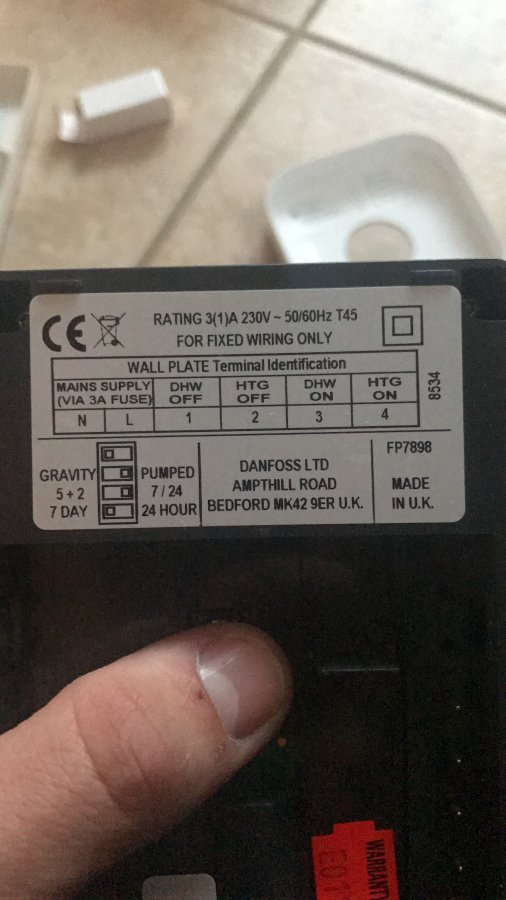 CE
RATING 3(1)A 230V ~ 50/60Hz T45
FOR FIXED WIRING ONLY
WALL PLATE Terminal Identification
MAINS SUPPLY (VIA 3A FUSE) DHW OFF HTG OFF DHW ON HTG ON
N L 1 2 3 4
8534
GRAVITY PUMPED
5 + 2 7 / 24
7 DAY 24 HOUR
DANFOSS LTD
AMPTHILL ROAD
BEDFORD MK42 9ER U.K.
FP7898
MADE
IN U.K.
WARRANTY
E01